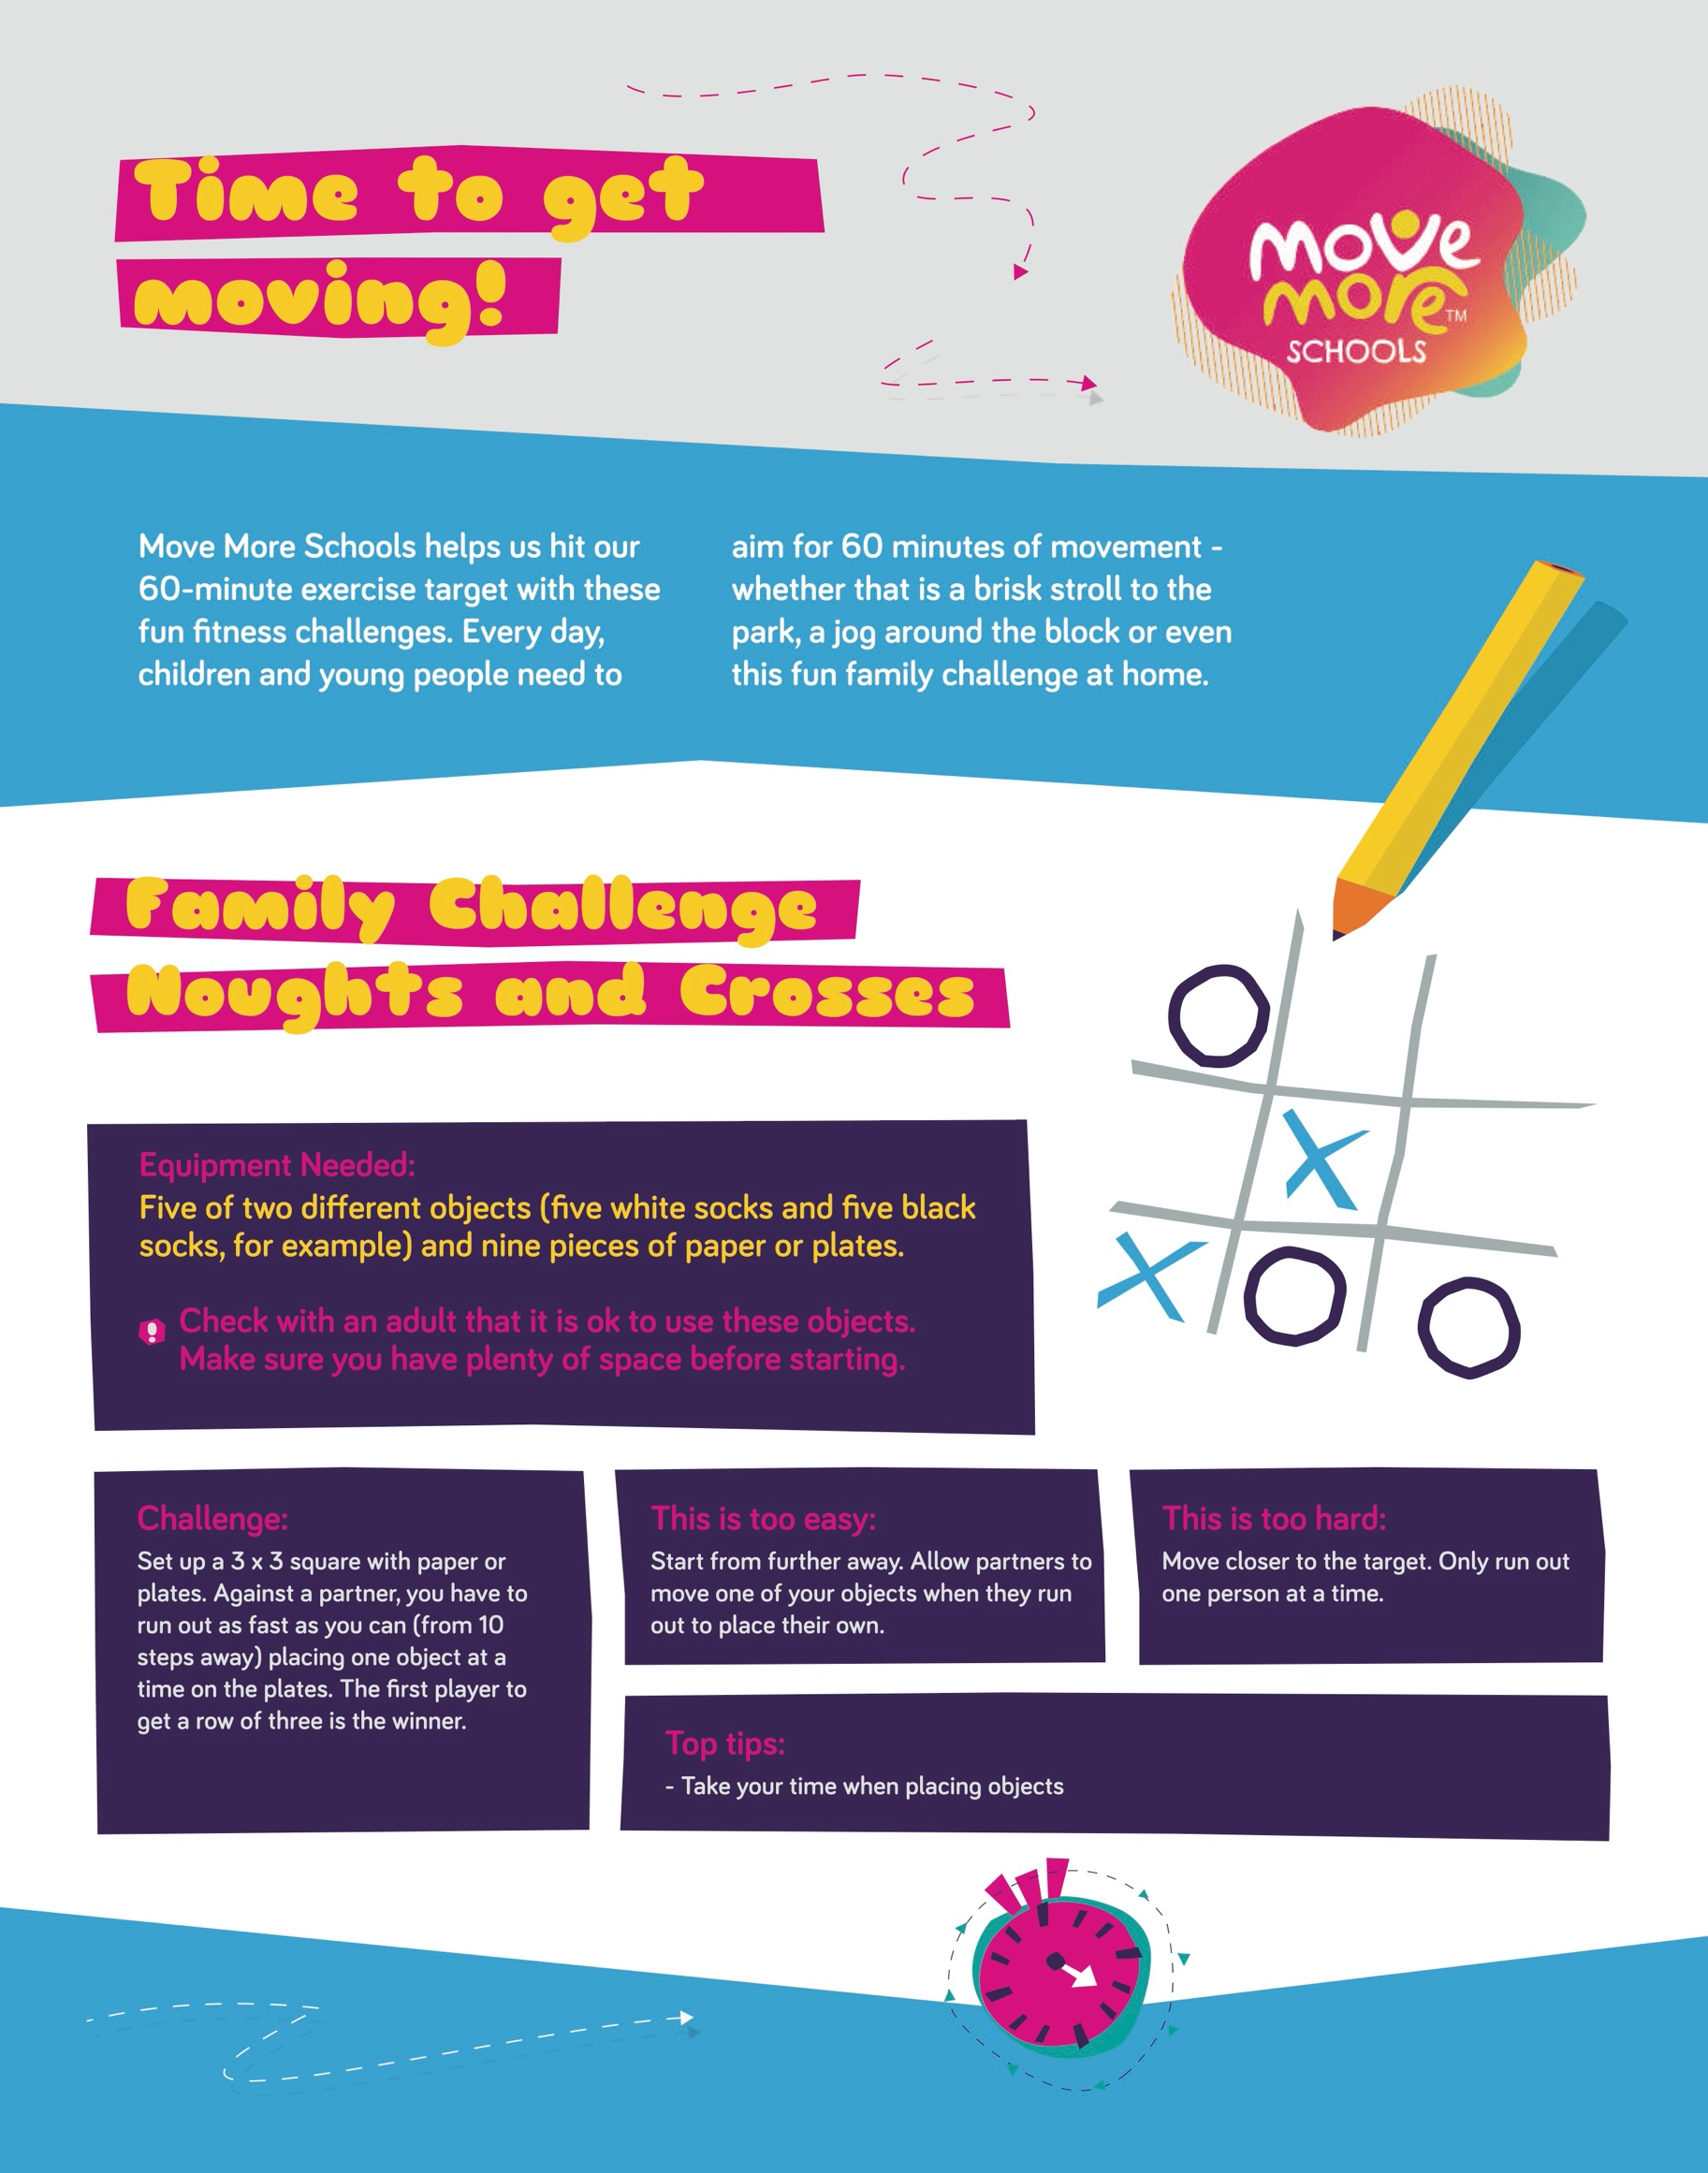 Time to get
moving!
move
more™
SCHOOLS
Move More Schools helps us hit our
60-minute exercise target with these
fun fitness challenges. Every day,
children and young people need to
aim for 60 minutes of movement -
whether that is a brisk stroll to the
park, a jog around the block or even
this fun family challenge at home.
Family Challenge
Noughts and Crosses
Equipment Needed:
Five of two different objects (five white socks and five black
socks, for example) and nine pieces of paper or plates.
Check with an adult that it is ok to use these objects.
Make sure you have plenty of space before starting.
Challenge:
Set up a 3 x 3 square with paper or
plates. Against a partner, you have to
run out as fast as you can (from 10
steps away) placing one object at a
time on the plates. The first player to
get a row of three is the winner.
This is too easy:
Start from further away. Allow partners to
move one of your objects when they run
out to place their own.
This is too hard:
Move closer to the target. Only run out
one person at a time.
Top tips:
- Take your time when placing objects